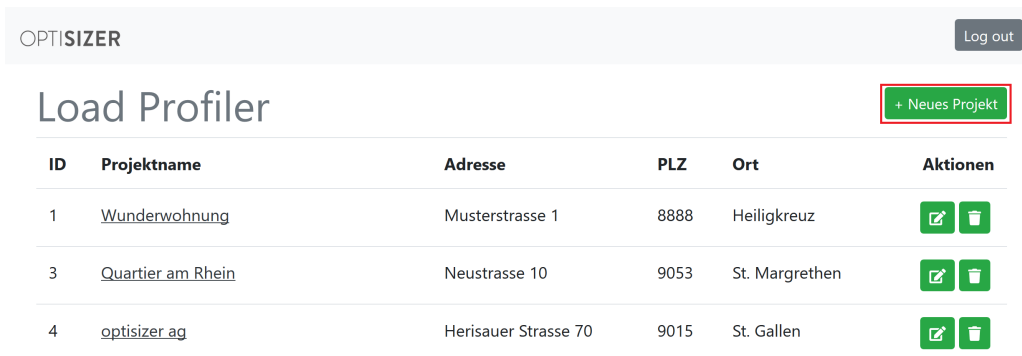 OPTISIZER Log out
Load Profiler + Neues Projekt
ID Projektname Adresse PLZ Ort Aktionen
1 Wunderwohnung Musterstrasse 1 8888 Heiligkreuz
3 Quartier am Rhein Neustrasse 10 9053 St. Margrethen
4 optisizer ag Herisauer Strasse 70 9015 St. Gallen